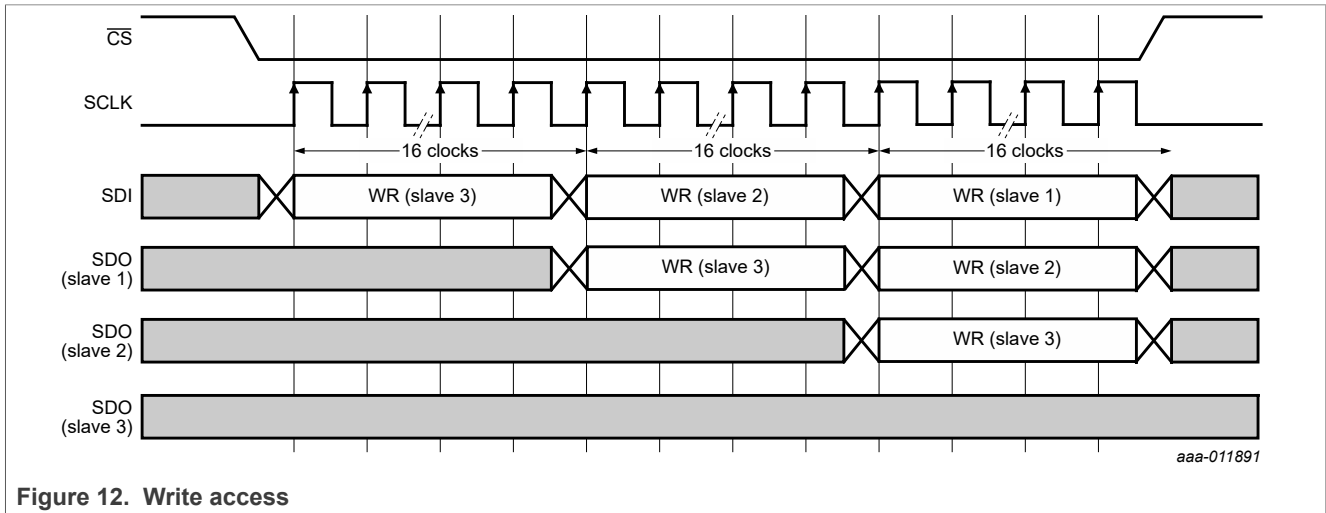 CS
SCLK
16 clocks 16 clocks 16 clocks
SDI WR (slave 3) WR (slave 2) WR (slave 1)
SDO
(slave 1) WR (slave 3) WR (slave 2)
SDO
(slave 2) WR (slave 3)
SDO
(slave 3)
aaa-011891
Figure 12. Write access